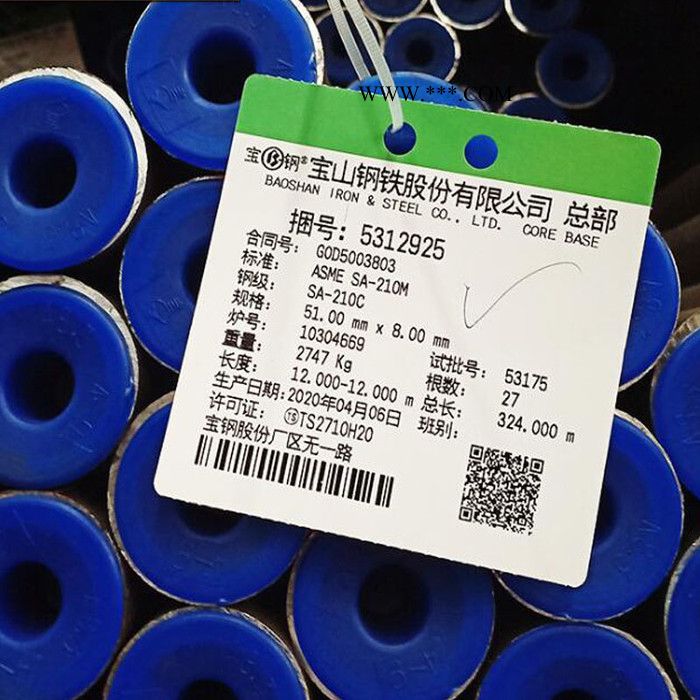 WWW.***.COM
宝钢® 宝山钢铁股份有限公司 总部
BAOSHAN IRON & STEEL CO., LTD. CORE BASE
捆号: 5312925
合同号: G0D5003803
标准: ASME SA-210M
钢级: SA-210C
规格: 51.00 mm x 8.00 mm
炉号: 10304669 试批号: 53175
重量: 2747 Kg 根数: 27
长度: 12.000-12.000 m 总长: 324.000 m
生产日期: 2020年04月06日 班别:
许可证: TS TS2710H20
宝钢股份厂区无一路